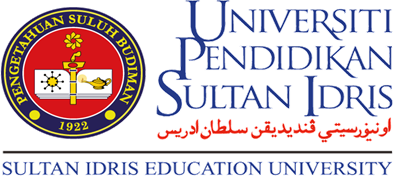 PENGETAHUAN SULUH BUDIMAN
1922
UNIVERSITI
PENDIDIKAN
SULTAN IDRIS
اونيۏرسيتي ڤنديديقن سلطان ادريس
SULTAN IDRIS EDUCATION UNIVERSITY